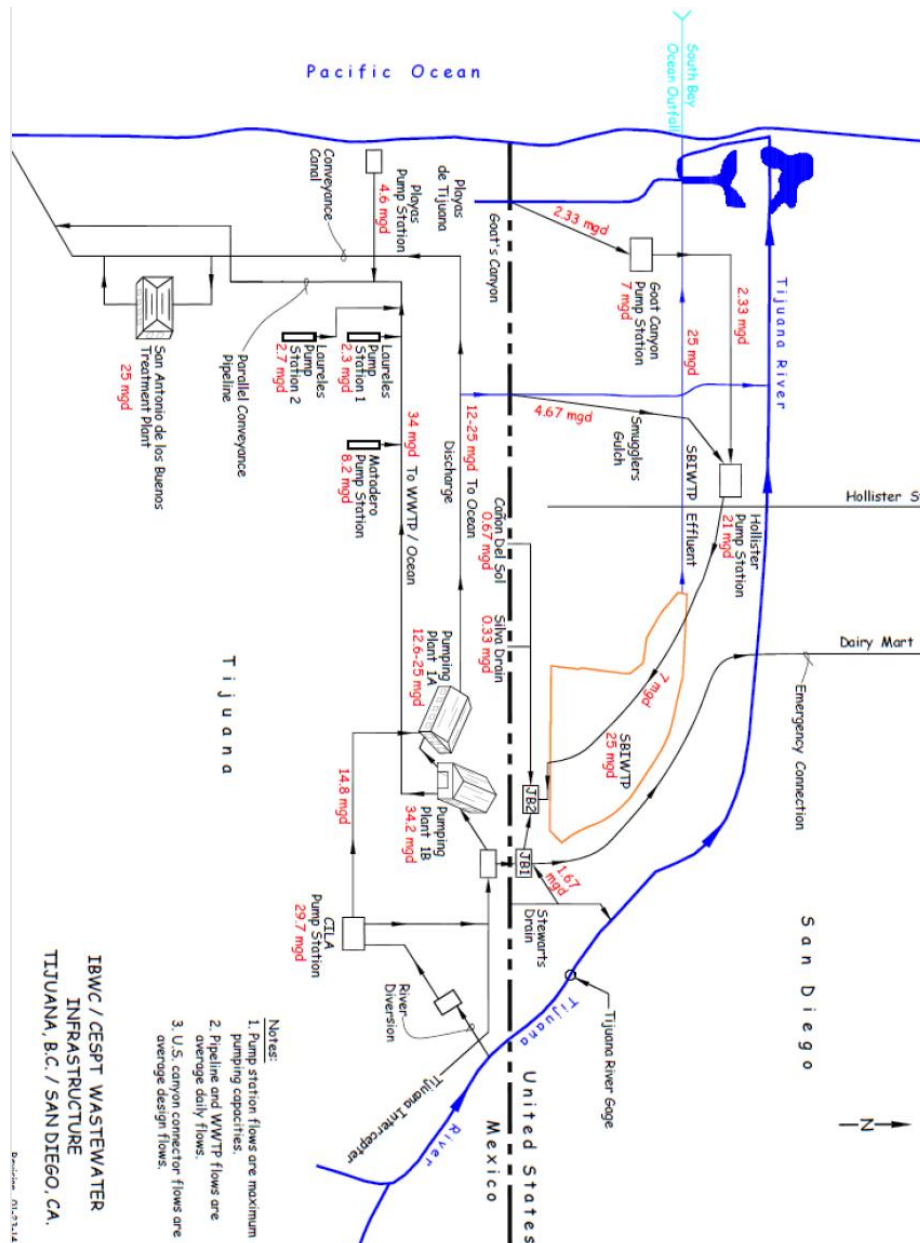 Pacific Ocean
South Bay
Ocean Outfall
Conveyance
Canal
Playas
Pump Station
4.6 mgd
Playas
de Tijuana
Goat's Canyon
2.33 mgd
Goat Canyon
Pump Station
7 mgd
2.33 mgd
Tijuana River
San Antonio de los Buenos
Treatment Plant
25 mgd
Parallel Conveyance
Pipeline
Laureles
Pump
Station 2
2.7 mgd
Laureles
Pump
Station 1
2.3 mgd
Matadero
Pump Station
8.2 mgd
34 mgd To WWTP / Ocean
12-25 mgd To Ocean
Discharge
4.67 mgd
Smugglers
Gulch
25 mgd
SBIWTP Effluent
Hollister
Pump Station
21 mgd
Hollister S
Cañon Del Sol
0.67 mgd
Silva Drain
0.33 mgd
Dairy Mart
Emergency Connection
7 mgd
SBIWTP
25 mgd
Pumping
Plant 1A
12.6-25 mgd
Pumping
Plant 1B
34.2 mgd
JB2
JB1
1.67
mgd
Stewarts
Drain
14.8 mgd
CILA
Pump Station
29.7 mgd
River
Diversion
Tijuana
San Diego
Tijuana River Gage
Tijuana
River
Tijuana Intercepter
United States
Mexico
N
Notes:
1. Pump station flows are maximum
pumping capacities.
2. Pipeline and WWTP flows are
average daily flows.
3. U.S. canyon connector flows are
average design flows.
IBWC / CESPT WASTEWATER
INFRASTRUCTURE
TIJUANA, B.C. / SAN DIEGO, CA.